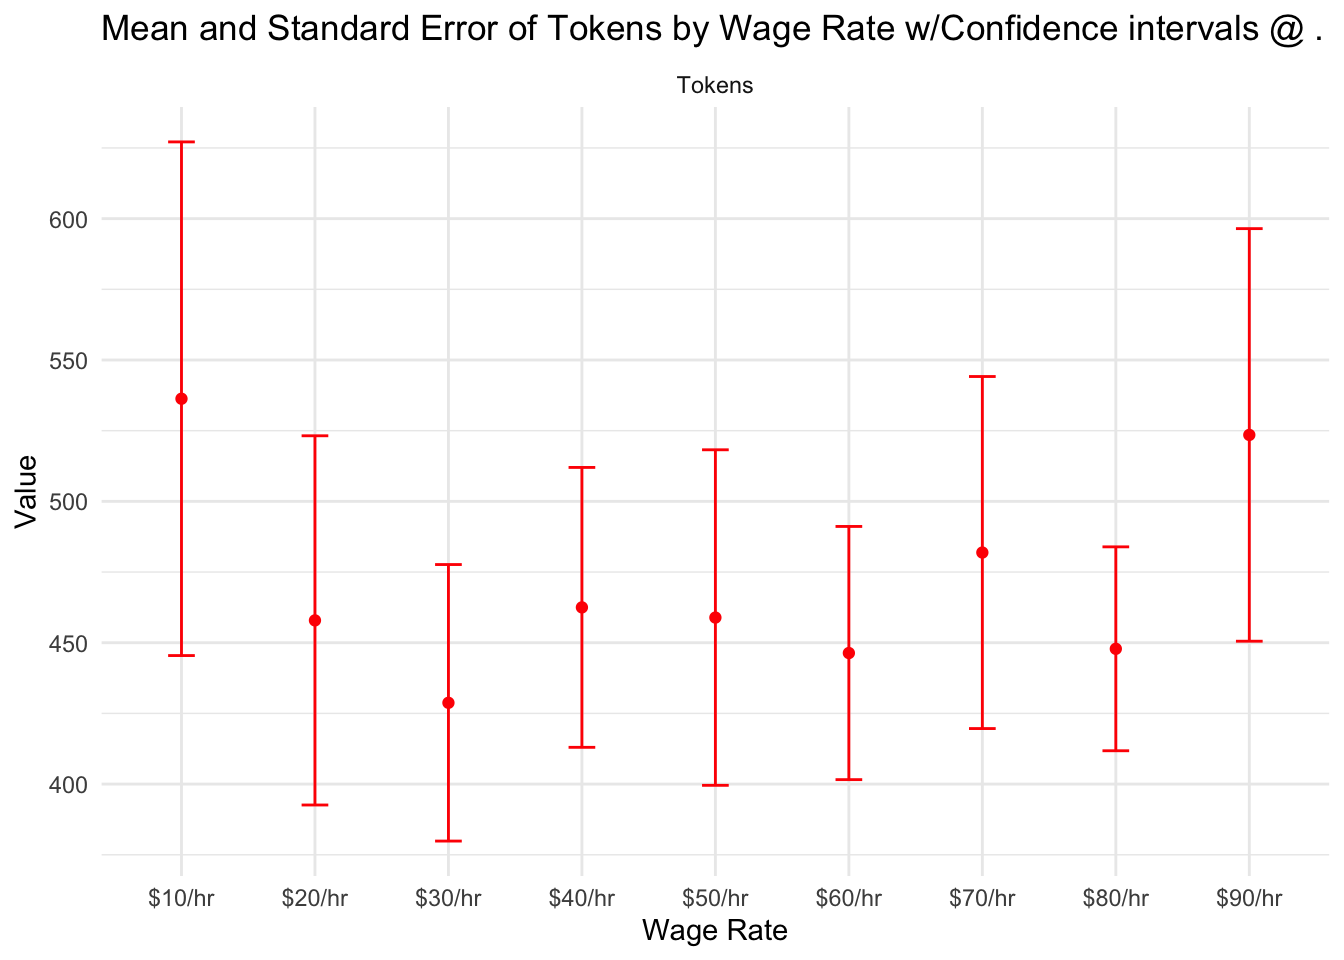 Mean and Standard Error of Tokens by Wage Rate w/Confidence intervals @ .
Tokens
600
550
500
450
400
Value
$10/hr $20/hr $30/hr $40/hr $50/hr $60/hr $70/hr $80/hr $90/hr
Wage Rate